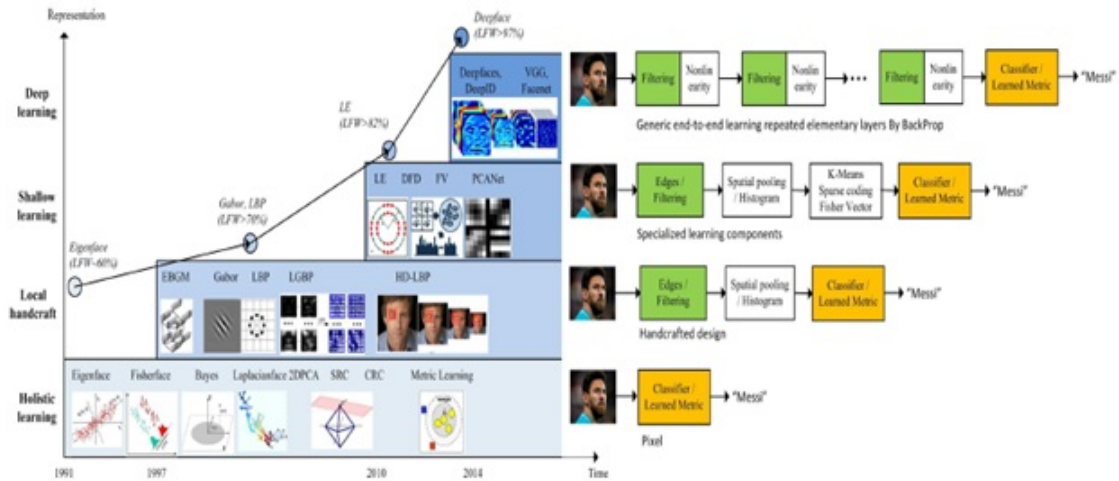 Representation
Deepface
(LFW>97%)
Deep
learning
Deepfaces,
DeepID
VGG,
Facenet
LE
(LFW>82%)
Shallow
learning
LE DFD FV PCANet
Gabor, LBP
(LFW>70%)
Eigenface
(LFW~60%)
Local
handcraft
EBGM Gabor LBP LGBP HD-LBP
Holistic
learning
Eigenface Fisherface Bayes Laplacianface 2DPCA SRC CRC Metric Learning
1991 1997 2010 2014 Time
Filtering
Nonlin
earity
Filtering
Nonlin
earity
Filtering
Nonlin
earity
Classifier /
Learned Metric
"Messi"
Generic end-to-end learning repeated elementary layers By BackProp
Edges /
Filtering
Spatial pooling
/ Histogram
K-Means
Sparse coding
Fisher Vector
Classifier /
Learned Metric
"Messi"
Specialized learning components
Edges /
Filtering
Spatial pooling
/ Histogram
Classifier /
Learned Metric
"Messi"
Handcrafted design
Classifier /
Learned Metric
"Messi"
Pixel